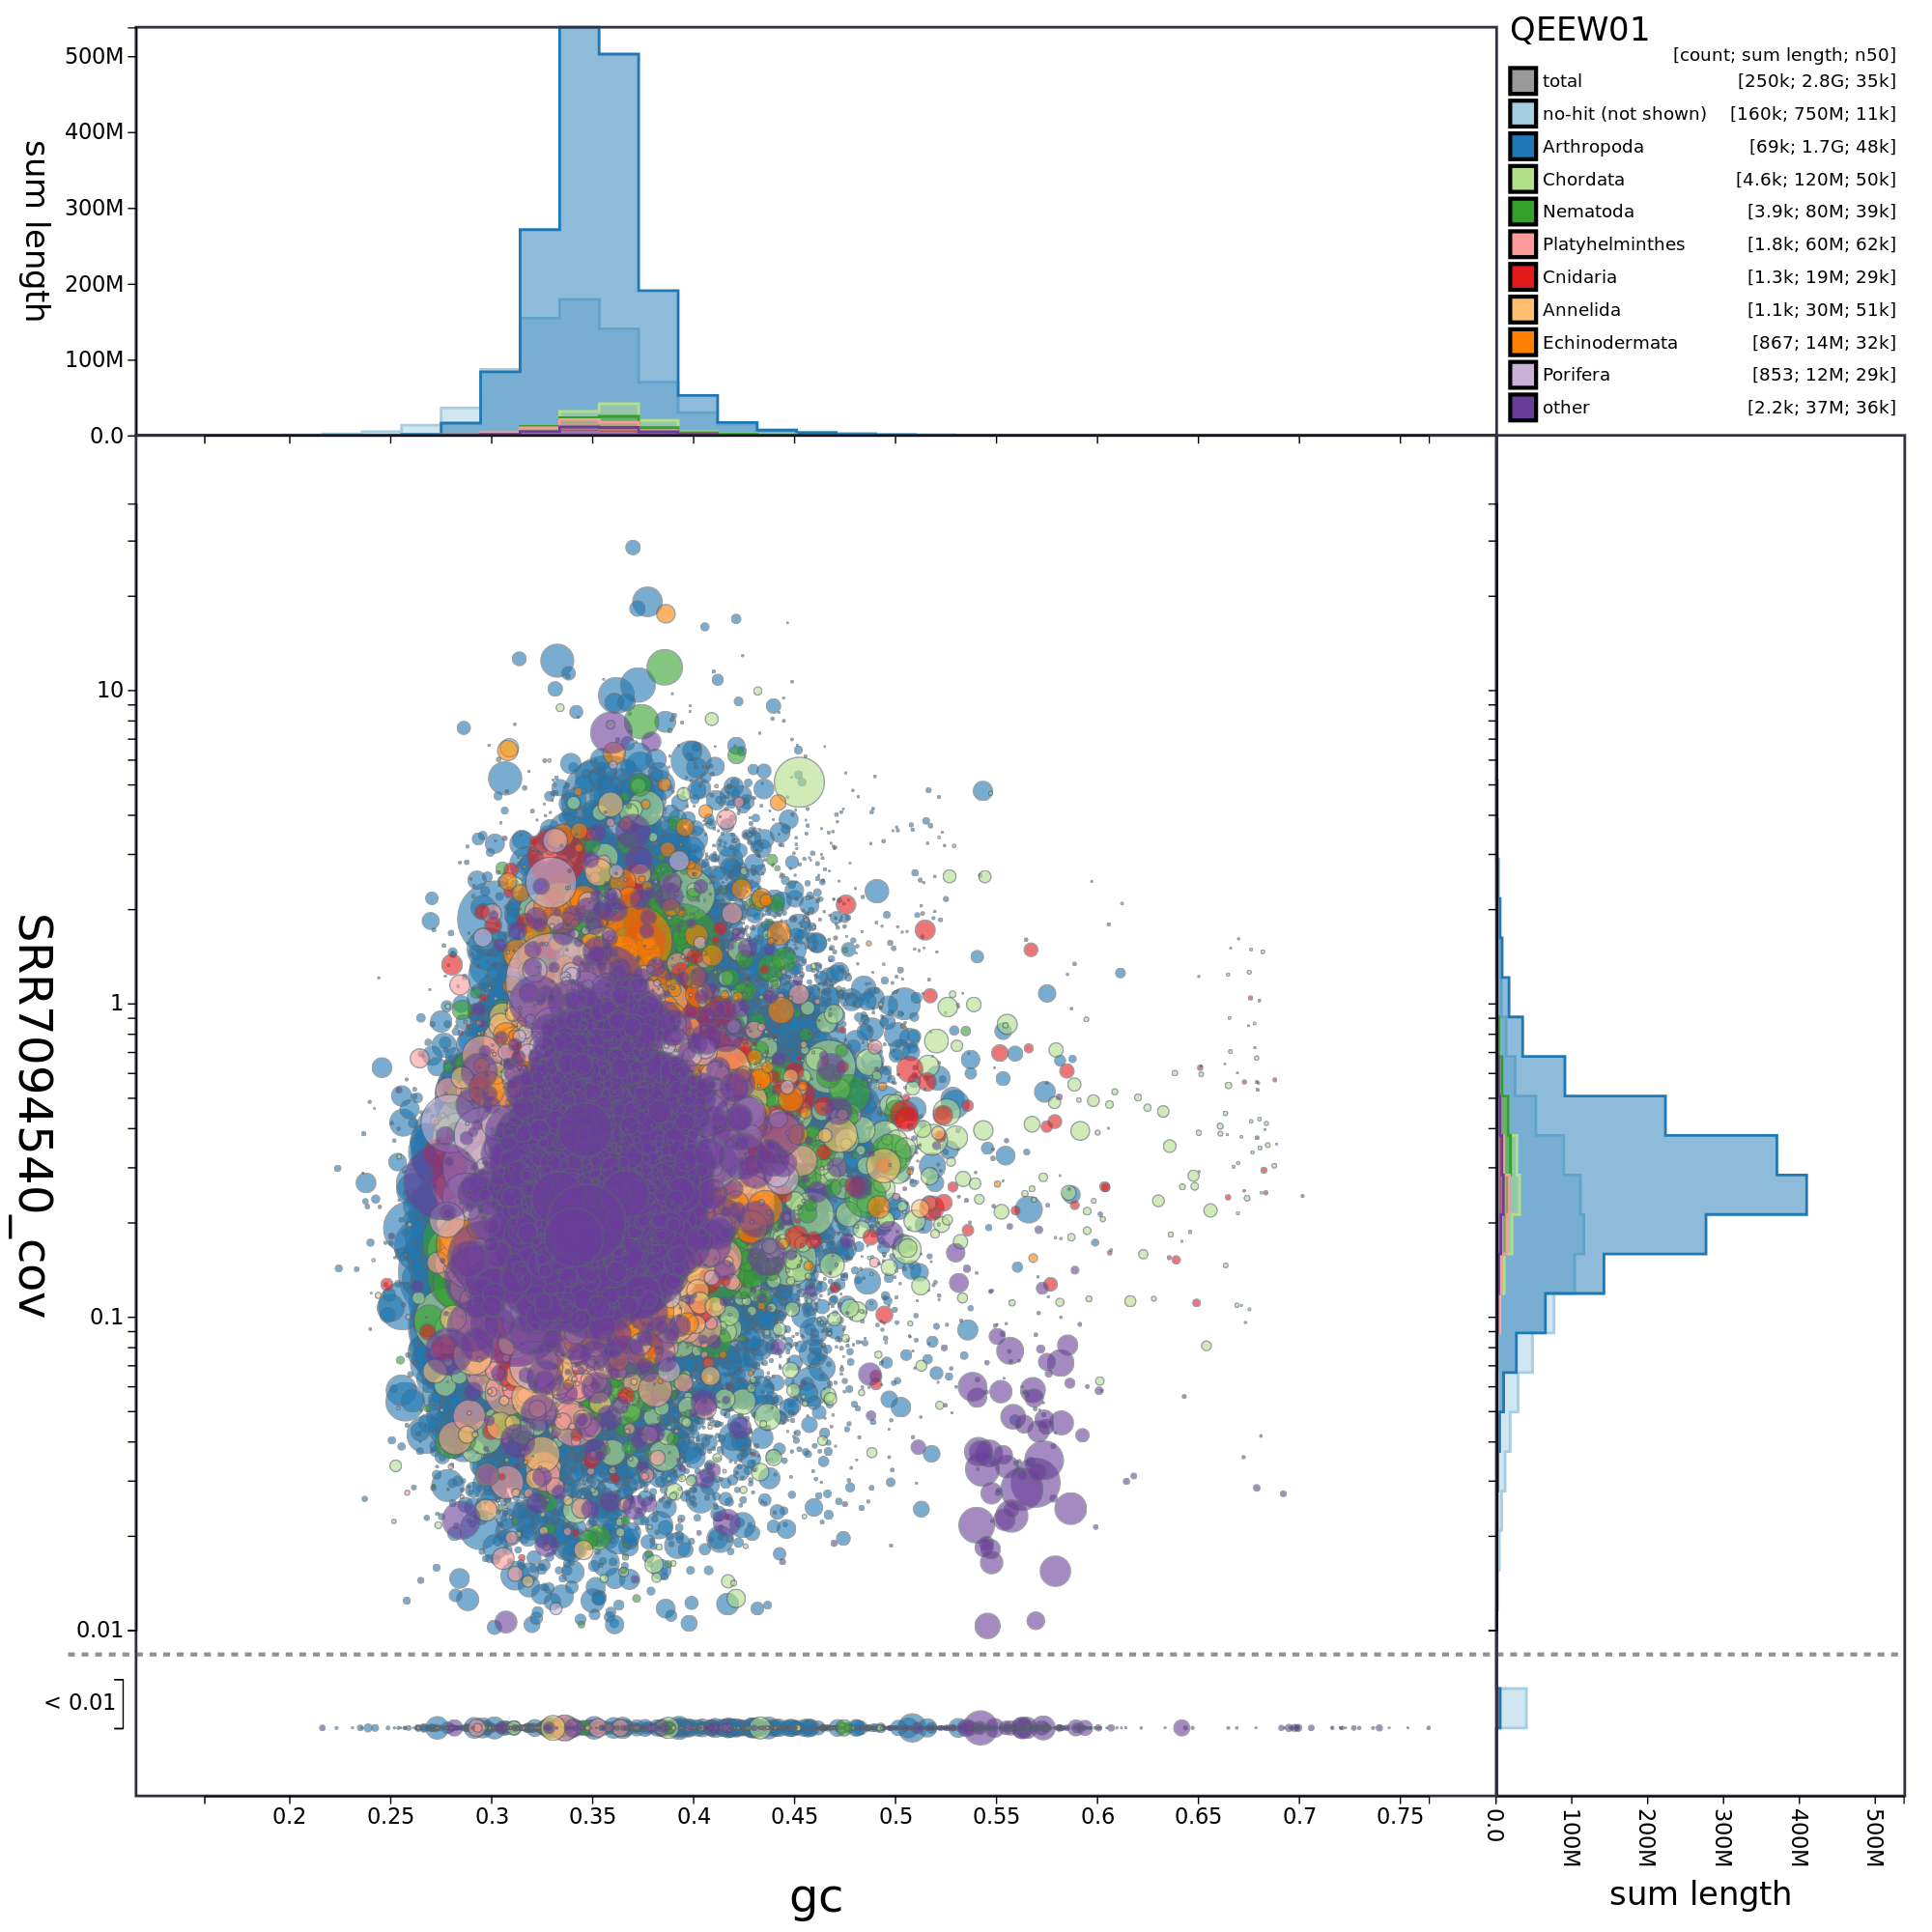 QEEW01
[count; sum length; n50]
total [250k; 2.8G; 35k]
no-hit (not shown) [160k; 750M; 11k]
Arthropoda [69k; 1.7G; 48k]
Chordata [4.6k; 120M; 50k]
Nematoda [3.9k; 80M; 39k]
Platyhelminthes [1.8k; 60M; 62k]
Cnidaria [1.3k; 19M; 29k]
Annelida [1.1k; 30M; 51k]
Echinodermata [867; 14M; 32k]
Porifera [853; 12M; 29k]
other [2.2k; 37M; 36k]
sum length
500M
400M
300M
200M
100M
0.0
SRR7094540_cov
10
1
0.1
0.01
< 0.01
0.2 0.25 0.3 0.35 0.4 0.45 0.5 0.55 0.6 0.65 0.7 0.75
gc
0.0 100M 200M 300M 400M 500M
sum length